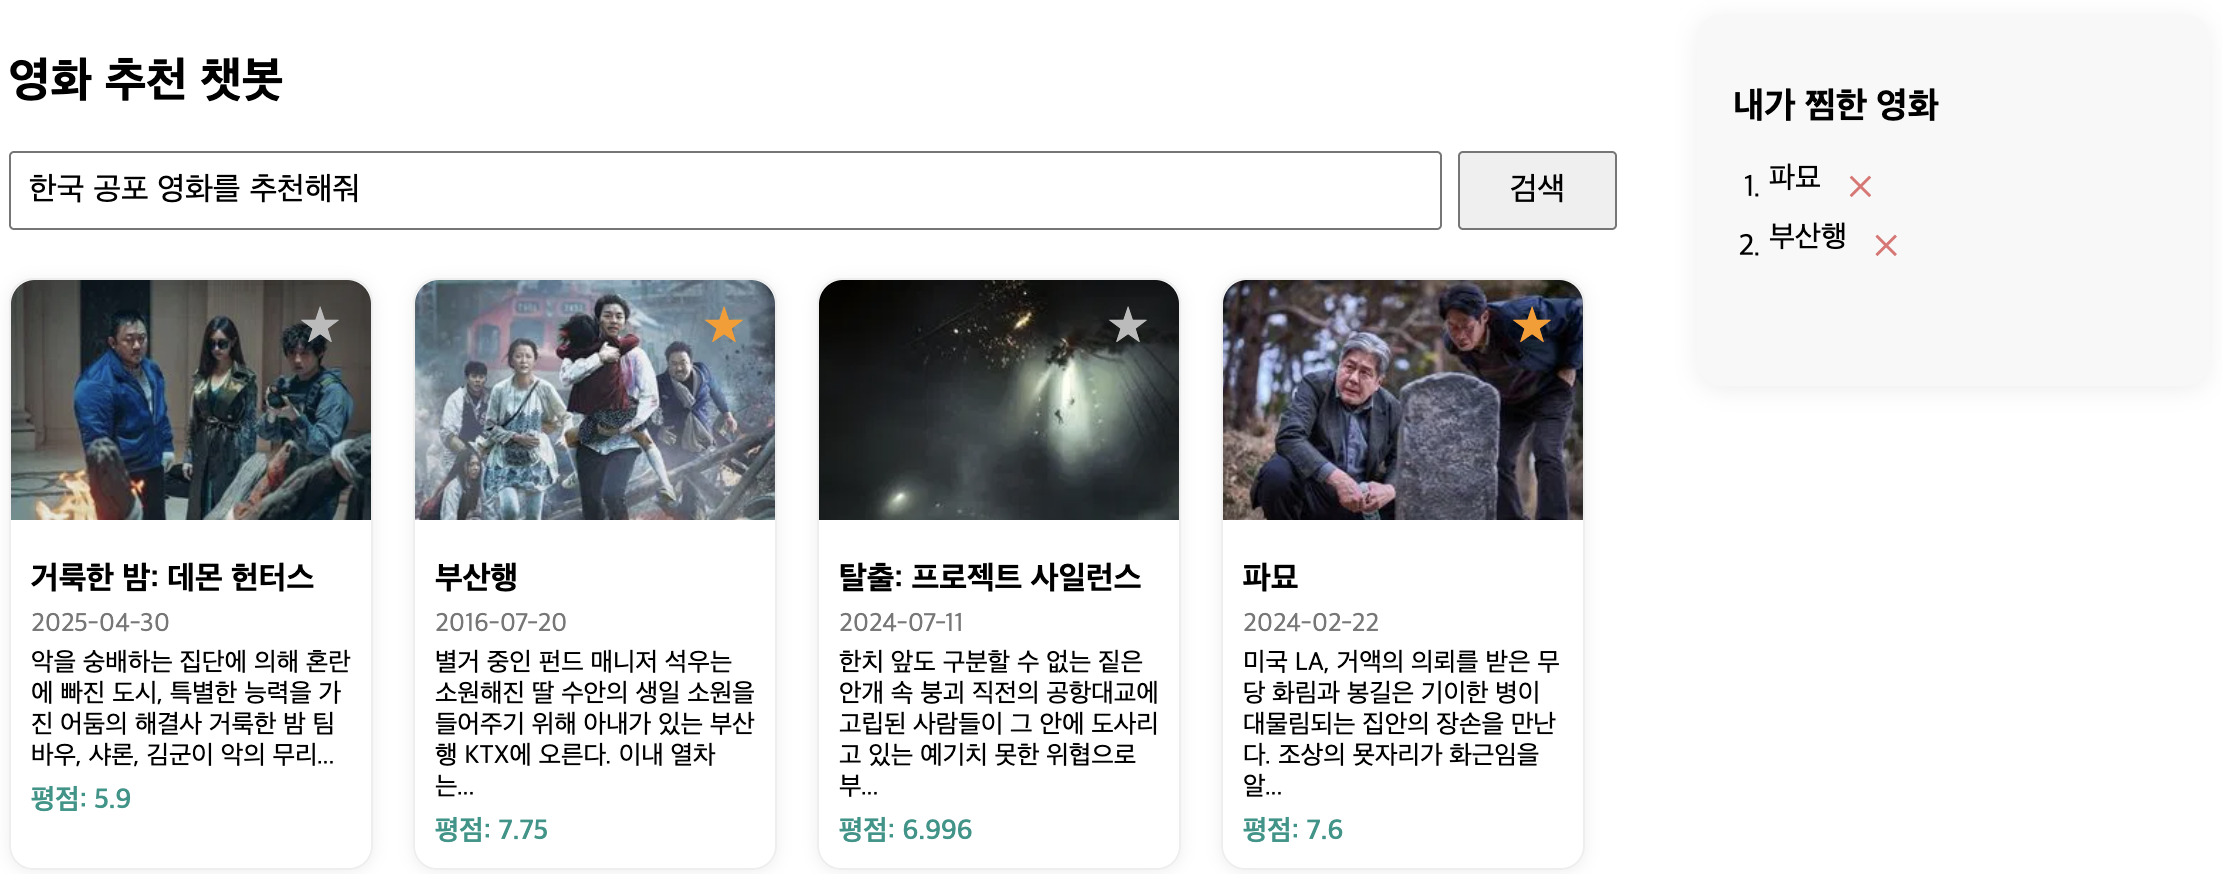 영화 추천 챗봇
한국 공포 영화를 추천해줘
검색
거룩한 밤: 데몬 헌터스
2025-04-30
악을 숭배하는 집단에 의해 혼란
에 빠진 도시, 특별한 능력을 가
진 어둠의 해결사 거룩한 밤 팀
바우, 샤론, 김군이 악의 무리...
평점: 5.9
부산행
2016-07-20
별거 중인 펀드 매니저 석우는
소원해진 딸 수안의 생일 소원을
들어주기 위해 아내가 있는 부산
행 KTX에 오른다. 이내 열차
는...
평점: 7.75
탈출: 프로젝트 사일런스
2024-07-11
한치 앞도 구분할 수 없는 짙은
안개 속 붕괴 직전의 공항대교에
고립된 사람들이 그 안에 도사리
고 있는 예기치 못한 위협으로
부...
평점: 6.996
파묘
2024-02-22
미국 LA, 거액의 의뢰를 받은 무
당 화림과 봉길은 기이한 병이
대물림되는 집안의 장손을 만난
다. 조상의 묫자리가 화근임을
알...
평점: 7.6
내가 찜한 영화
1. 파묘
2. 부산행